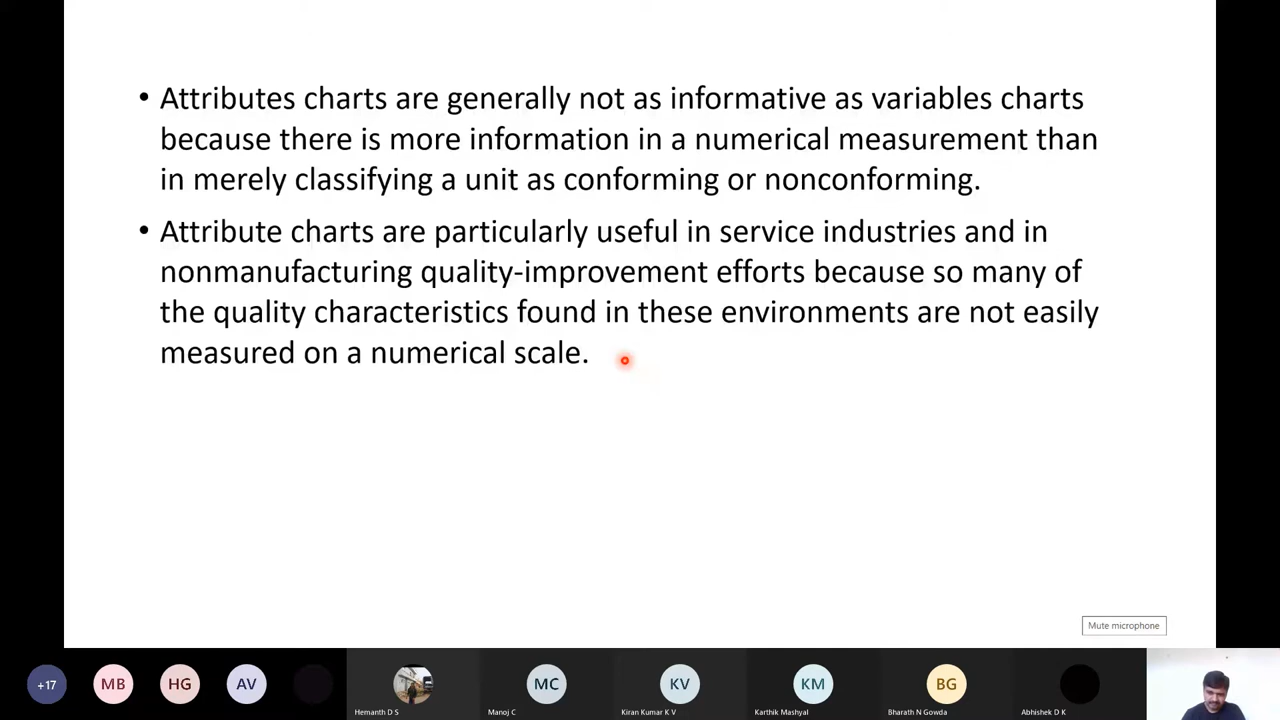 • Attributes charts are generally not as informative as variables charts
because there is more information in a numerical measurement than
in merely classifying a unit as conforming or nonconforming.
• Attribute charts are particularly useful in service industries and in
nonmanufacturing quality-improvement efforts because so many of
the quality characteristics found in these environments are not easily
measured on a numerical scale.
Mute microphone
+17 MB HG AV MC KV KM BG
Hemanth D S Manoj C Kiran Kumar K V Karthik Mashyal Bharath N Gowda Abhishek D K